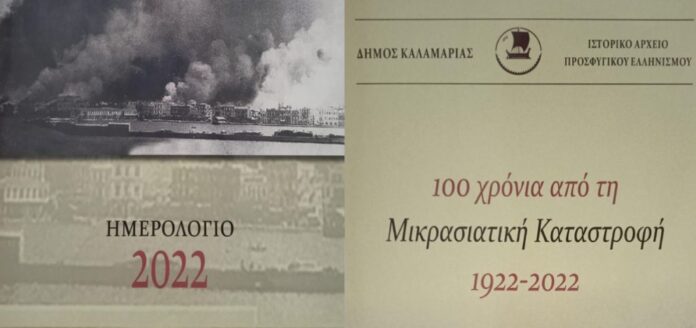 ΗΜΕΡΟΛΟΓΙΟ
2022
ΔΗΜΟΣ ΚΑΛΑΜΑΡΙΑΣ
ΙΣΤΟΡΙΚΟ ΑΡΧΕΙΟ
ΠΡΟΣΦΥΓΙΚΟΥ ΕΛΛΗΝΙΣΜΟΥ
100 χρόνια από τη
Μικρασιατική Καταστροφή
1922-2022